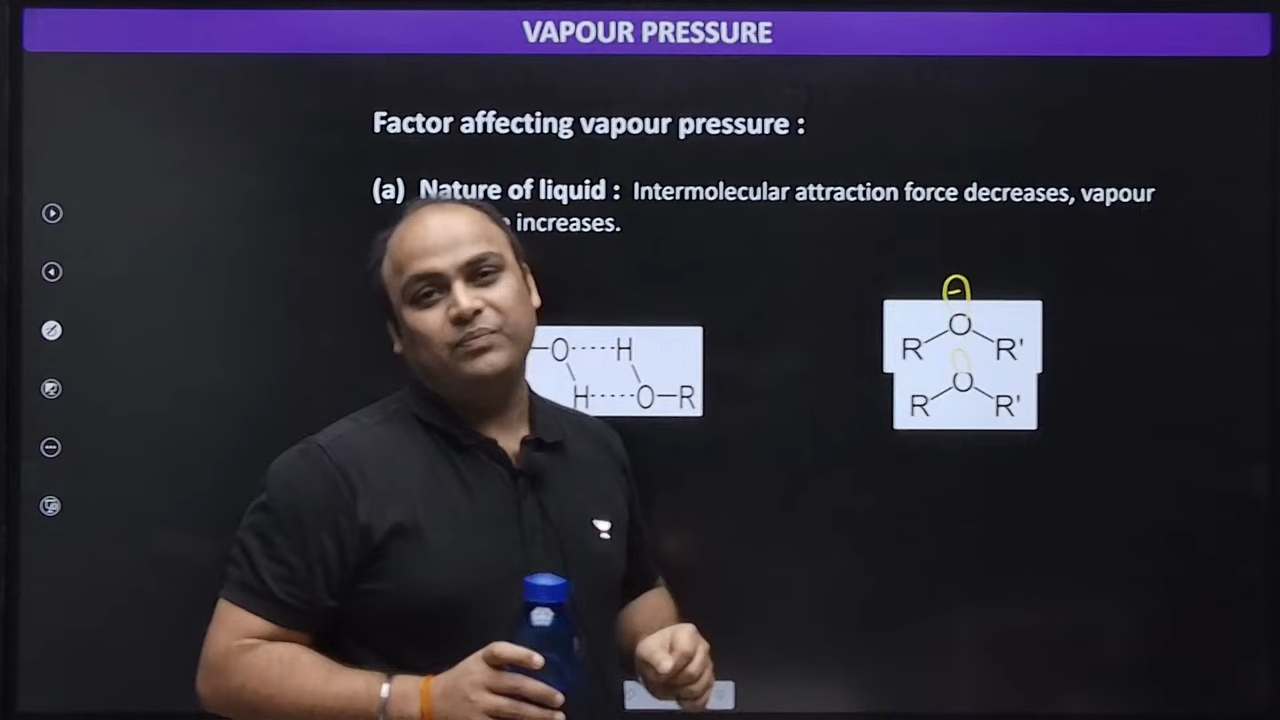 VAPOUR PRESSURE
Factor affecting vapour pressure :
(a) Nature of liquid : Intermolecular attraction force decreases, vapour
increases.
O H
H O R
−
O
R R'
O
R R'